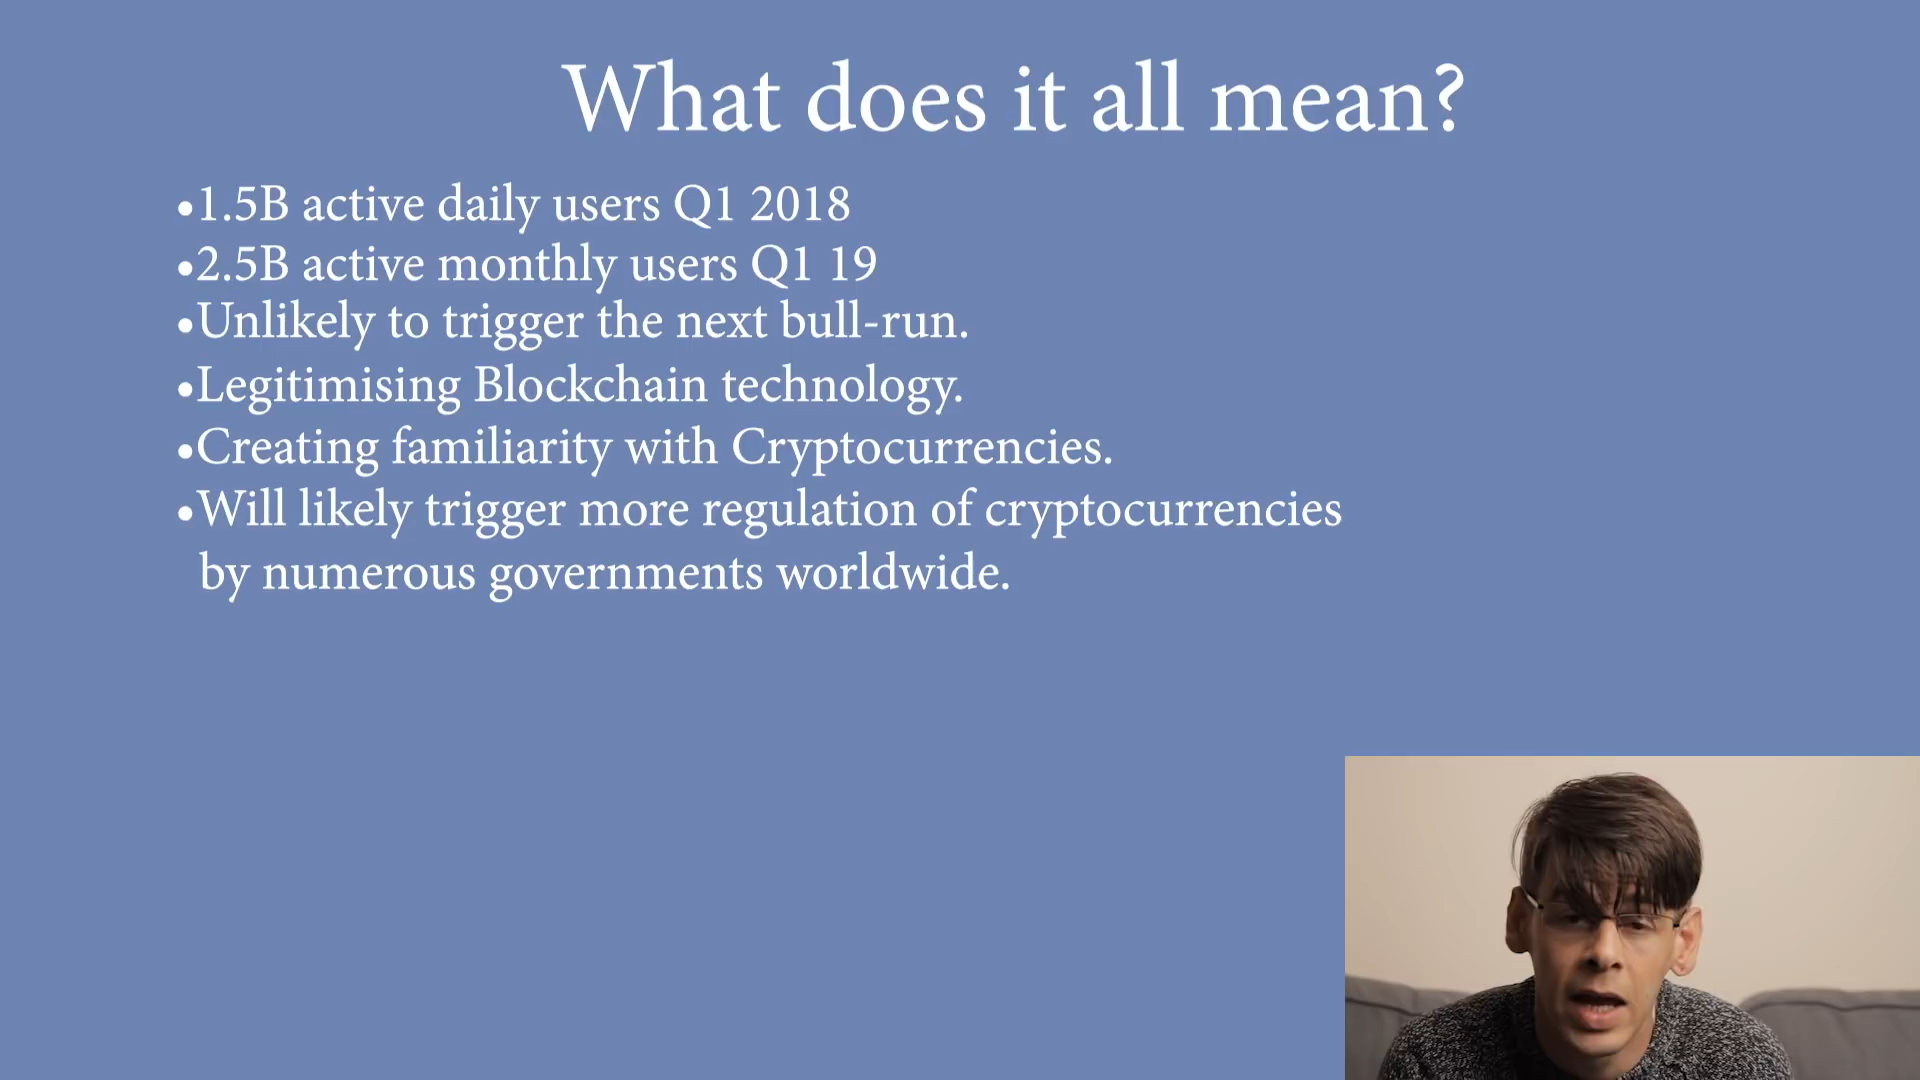 What does it all mean?
•1.5B active daily users Q1 2018
•2.5B active monthly users Q1 19
•Unlikely to trigger the next bull-run.
•Legitimising Blockchain technology.
•Creating familiarity with Cryptocurrencies.
•Will likely trigger more regulation of cryptocurrencies
by numerous governments worldwide.